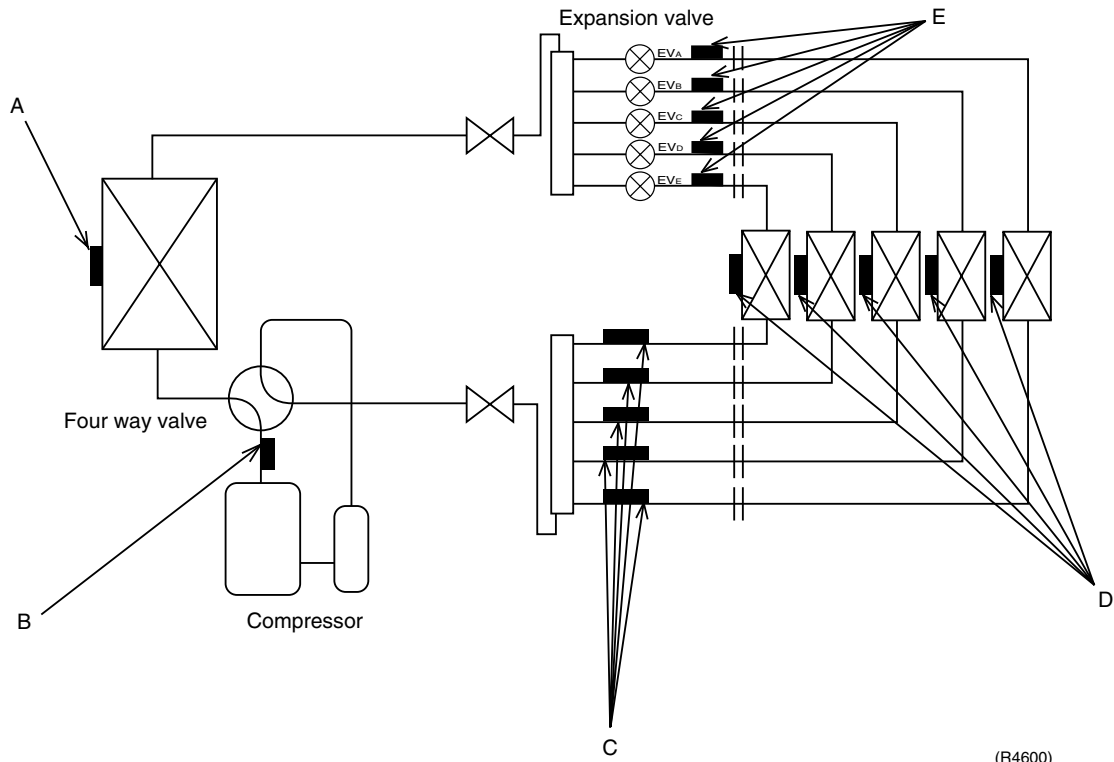 Expansion valve
E
EVA
A
EVB
EVC
EVD
EVE
Four way valve
B
Compressor
D
C
(R4600)